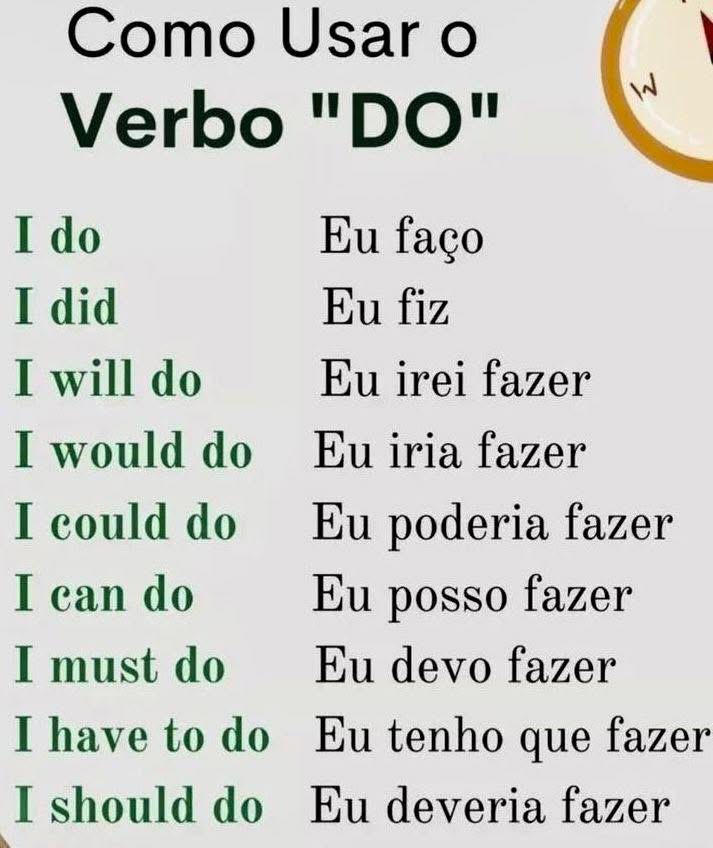 Como Usar o
Verbo "DO"
W
I do Eu faço
I did Eu fiz
I will do Eu irei fazer
I would do Eu iria fazer
I could do Eu poderia fazer
I can do Eu posso fazer
I must do Eu devo fazer
I have to do Eu tenho que fazer
I should do Eu deveria fazer